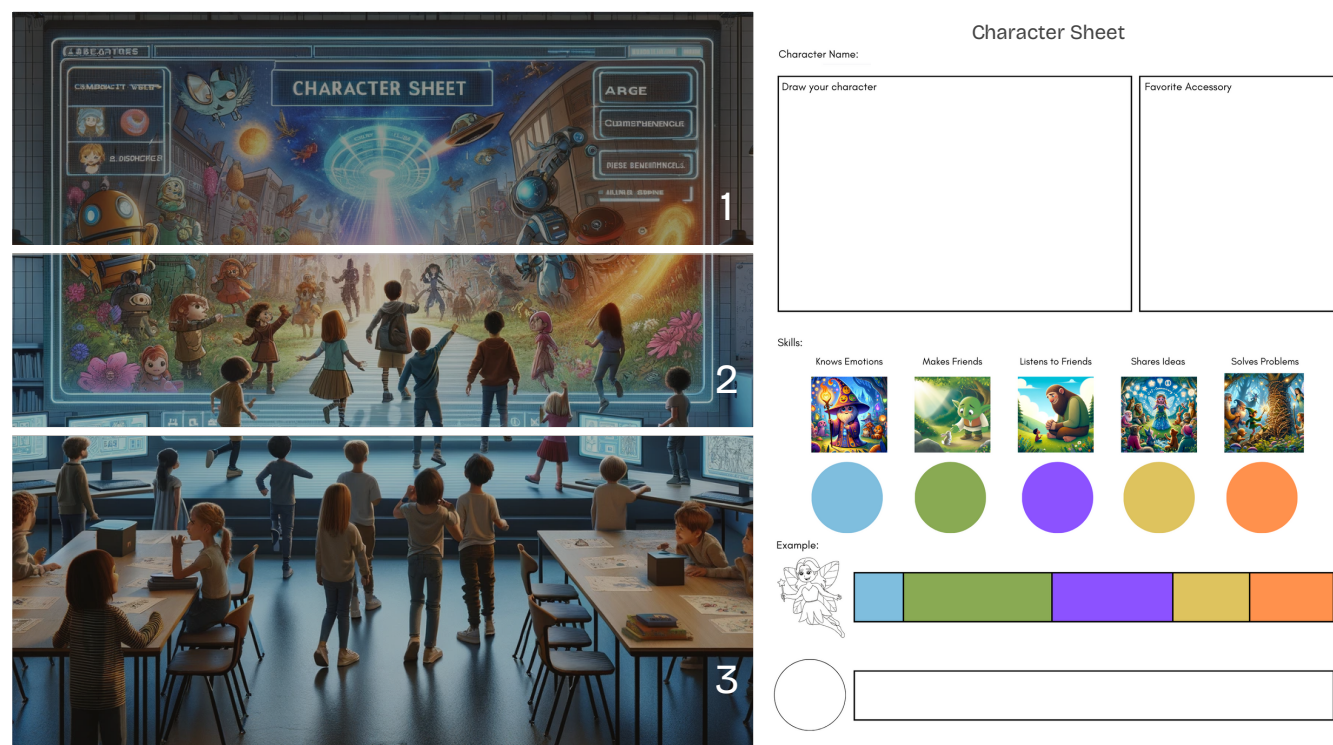 CHARACTER SHEET
ARGE
1
2
3
Character Sheet
Character Name:
Draw your character
Favorite Accessory
Skills:
Knows Emotions
Makes Friends
Listens to Friends
Shares Ideas
Solves Problems
Example: